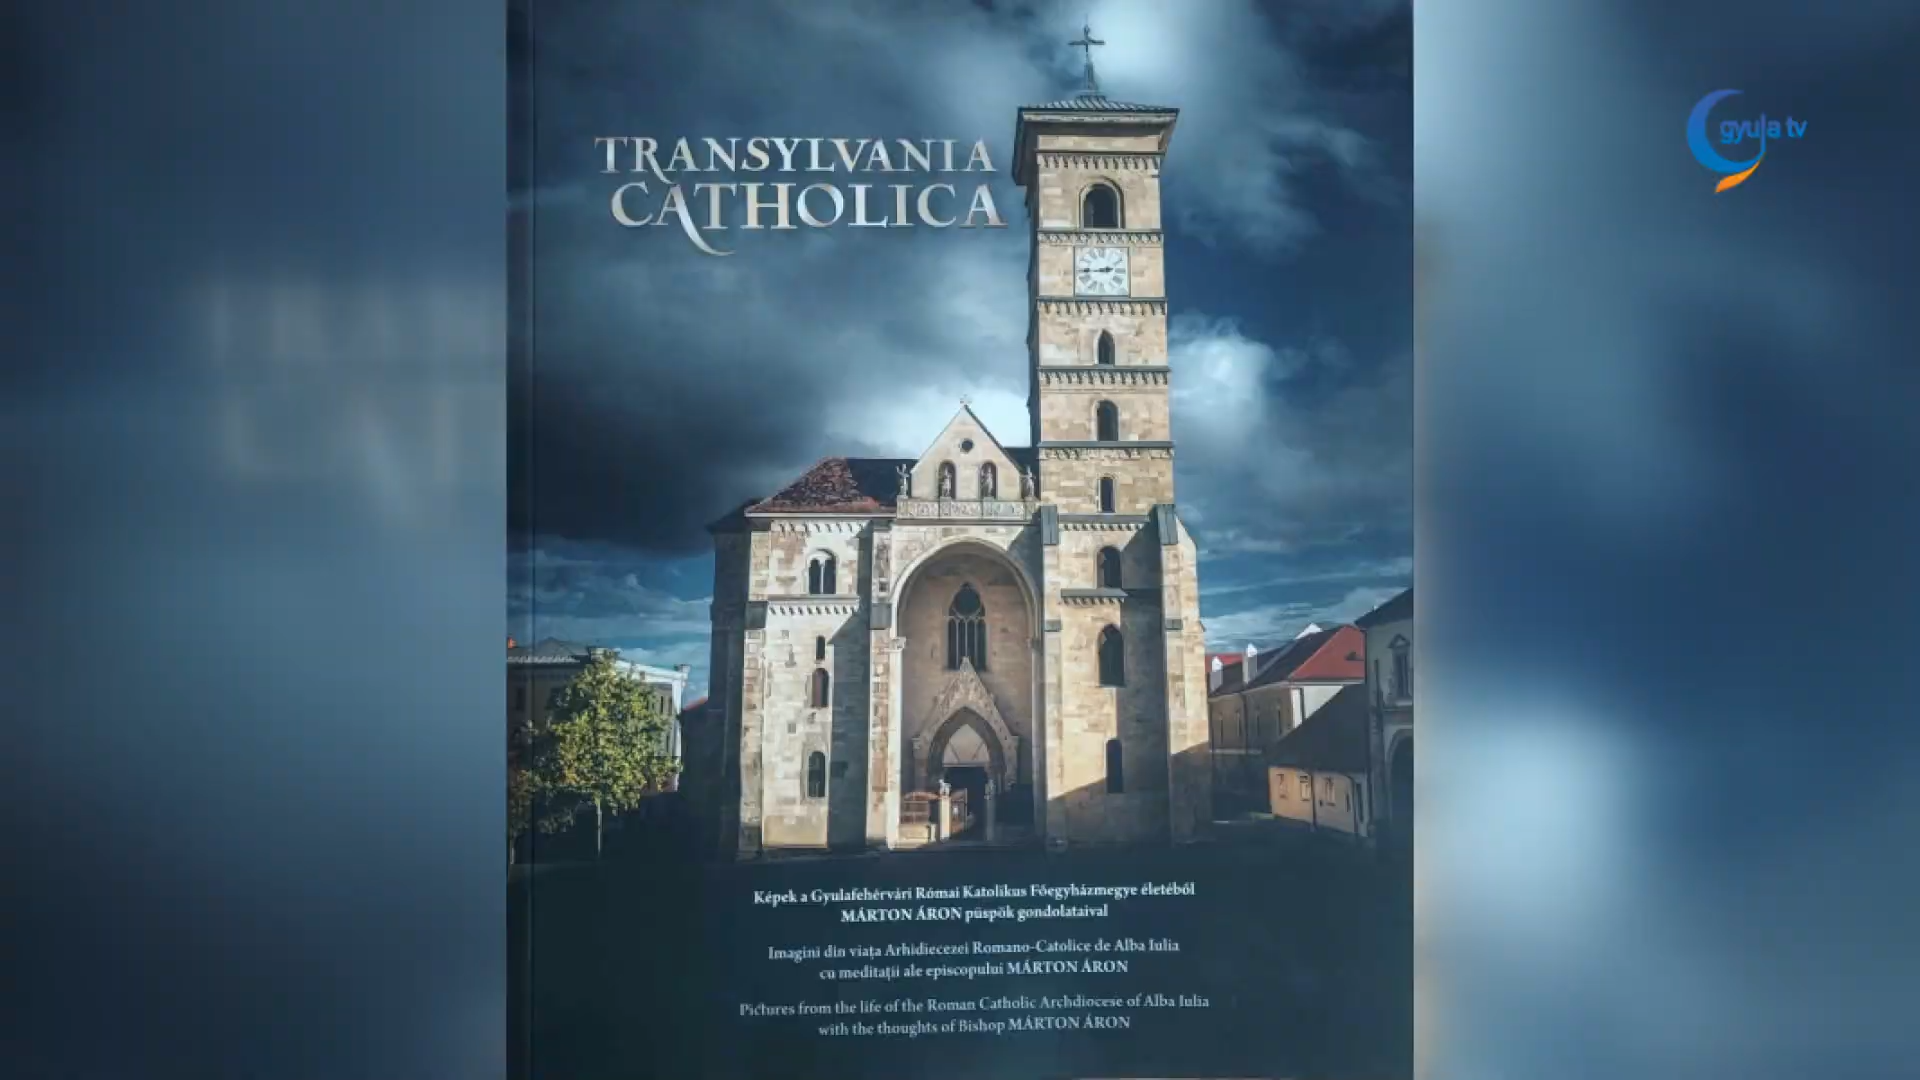 TRANSYLVANIA
CATHOLICA
gyula tv
Képek a Gyulafehérvári Római Katolikus Főegyházmegye életéből
MÁRTON ÁRON püspök gondolataival
Imagini din viața Arhidiecezei Romano-Catolice de Alba Iulia
cu meditații ale episcopului MÁRTON ÁRON
Pictures from the life of the Roman Catholic Archdiocese of Alba Iulia
with the thoughts of Bishop MÁRTON ÁRON